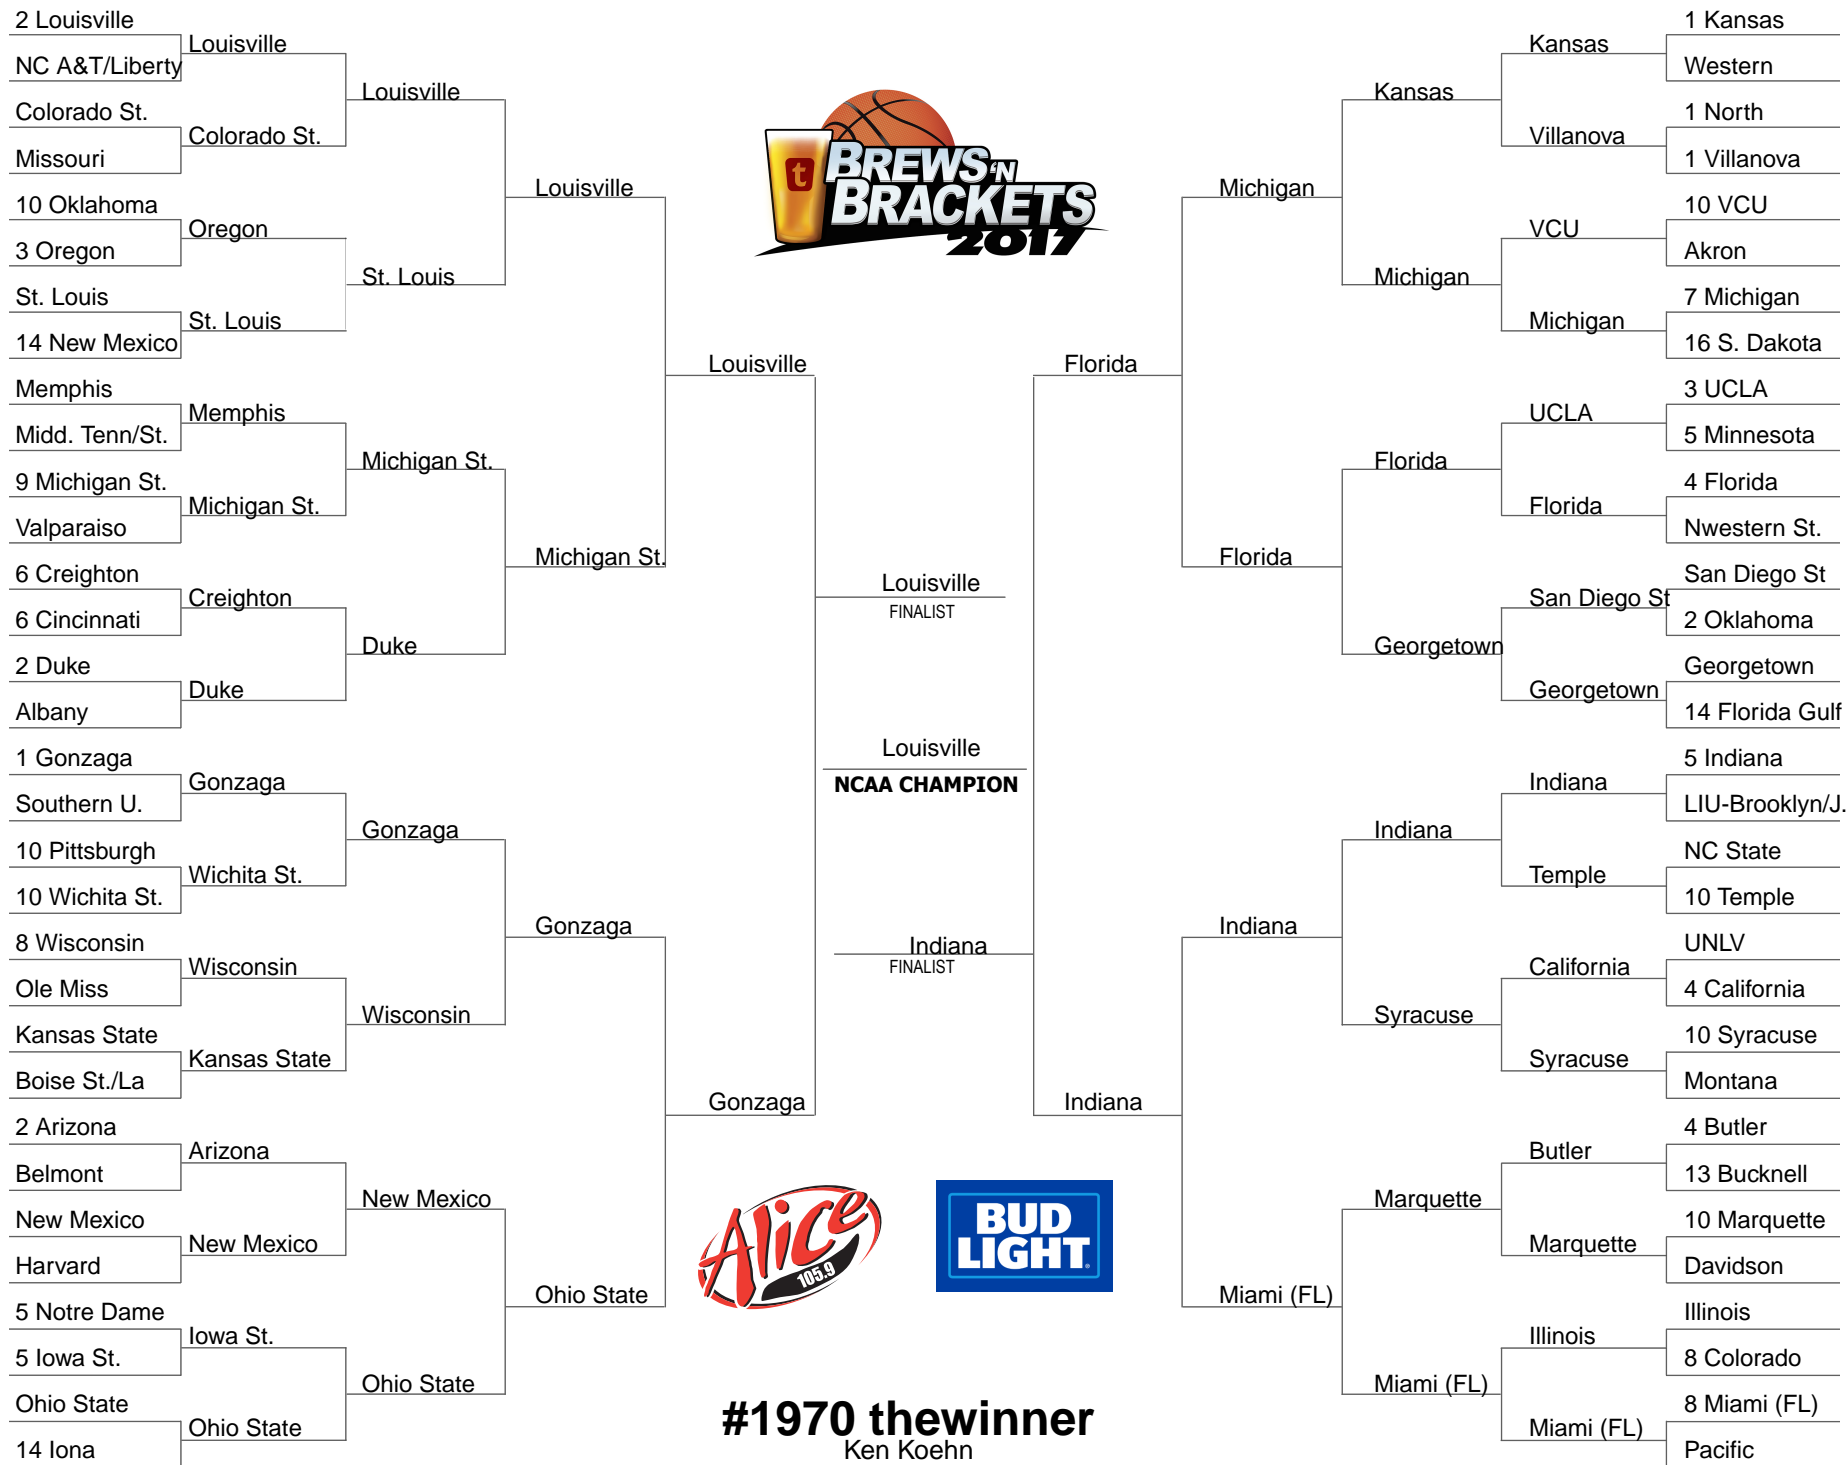 2 Louisville
NC A&T/Liberty
Colorado St.
Missouri
10 Oklahoma
3 Oregon
St. Louis
14 New Mexico
Memphis
Midd. Tenn/St.
9 Michigan St.
Valparaiso
6 Creighton
6 Cincinnati
2 Duke
Albany
1 Gonzaga
Southern U.
10 Pittsburgh
10 Wichita St.
8 Wisconsin
Ole Miss
Kansas State
Boise St./La
2 Arizona
Belmont
New Mexico
Harvard
5 Notre Dame
5 Iowa St.
Ohio State
14 Iona
Louisville
Colorado St.
Oregon
St. Louis
Memphis
Michigan St.
Creighton
Duke
Gonzaga
Wichita St.
Wisconsin
Kansas State
Arizona
New Mexico
Iowa St.
Ohio State
Louisville
St. Louis
Michigan St.
Duke
Gonzaga
Wisconsin
New Mexico
Ohio State
Louisville
Michigan St.
Gonzaga
Ohio State
Louisville
Gonzaga
t
BREWS 'N
BRACKETS
2017
Louisville
FINALIST
Louisville
NCAA CHAMPION
Indiana
FINALIST
Alice
105.9
BUD
LIGHT
#1970 thewinner
Ken Koehn
Florida
Indiana
Michigan
Florida
Indiana
Miami (FL)
Kansas
Michigan
Florida
Georgetown
Indiana
Syracuse
Marquette
Miami (FL)
Kansas
Villanova
VCU
Michigan
UCLA
Florida
San Diego St
Georgetown
Indiana
Temple
California
Syracuse
Butler
Marquette
Illinois
Miami (FL)
1 Kansas
Western
1 North
1 Villanova
10 VCU
Akron
7 Michigan
16 S. Dakota
3 UCLA
5 Minnesota
4 Florida
Nwestern St.
San Diego St
2 Oklahoma
Georgetown
14 Florida Gulf
5 Indiana
LIU-Brooklyn/J.
NC State
10 Temple
UNLV
4 California
10 Syracuse
Montana
4 Butler
13 Bucknell
10 Marquette
Davidson
Illinois
8 Colorado
8 Miami (FL)
Pacific